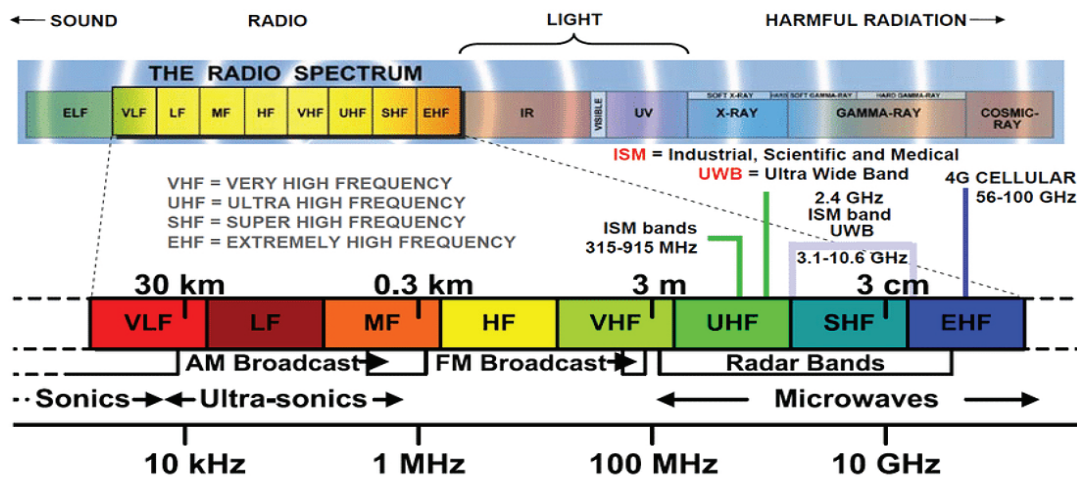 SOUND RADIO LIGHT HARMFUL RADIATION
THE RADIO SPECTRUM
SOFT X-RAY HARD SOFT GAMMA-RAY HARD GAMMA-RAY
ELF VLF LF MF HF VHF UHF SHF EHF IR VISIBLE UV X-RAY GAMMA-RAY COSMIC-RAY
ISM = Industrial, Scientific and Medical
UWB = Ultra Wide Band
VHF = VERY HIGH FREQUENCY
UHF = ULTRA HIGH FREQUENCY
SHF = SUPER HIGH FREQUENCY
EHF = EXTREMELY HIGH FREQUENCY
ISM bands
315-915 MHz
2.4 GHz
ISM band
UWB
3.1-10.6 GHz
4G CELLULAR
56-100 GHz
30 km 0.3 km 3 m 3 cm
VLF LF MF HF VHF UHF SHF EHF
AM Broadcast FM Broadcast Radar Bands
Sonics Ultra-sonics Microwaves
10 kHz 1 MHz 100 MHz 10 GHz